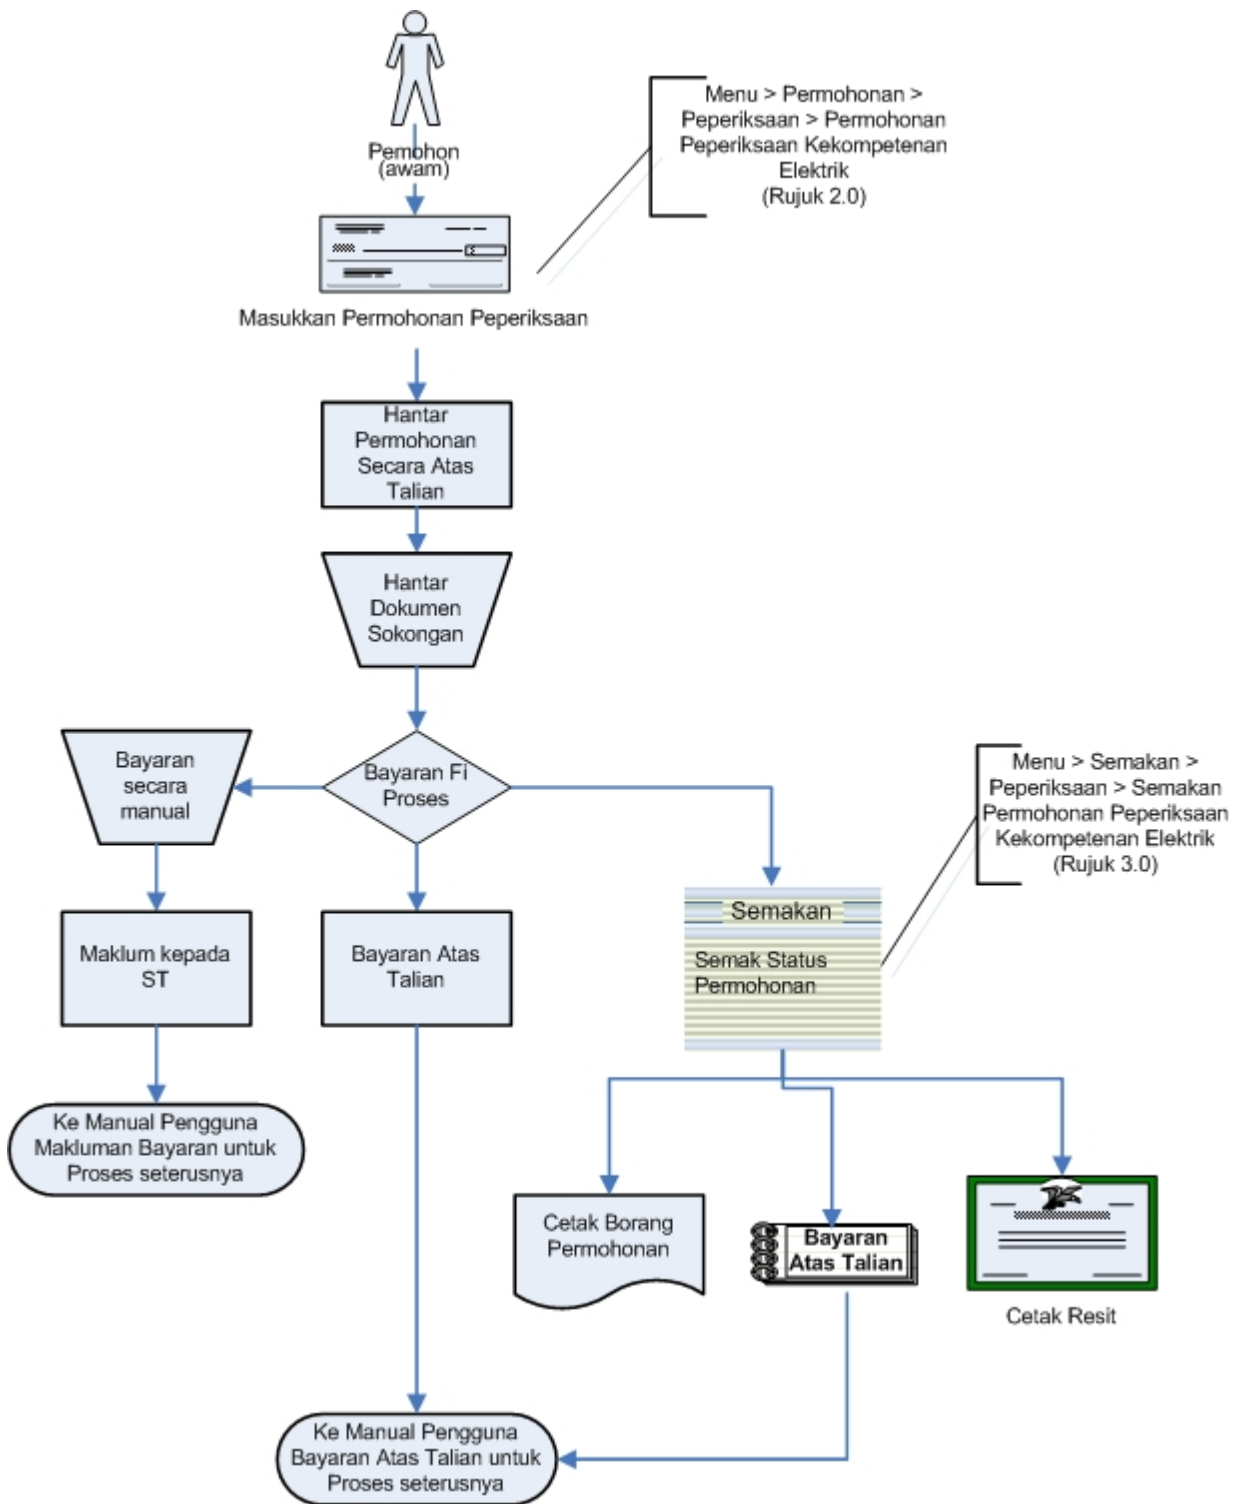 Pemohon
(awam)
Menu > Permohonan >
Peperiksaan > Permohonan
Peperiksaan Kekompetenan
Elektrik
(Rujuk 2.0)
Masukkan Permohonan Peperiksaan
Hantar
Permohonan
Secara Atas
Talian
Hantar
Dokumen
Sokongan
Bayaran
secara
manual
Bayaran Fi
Proses
Menu > Semakan >
Peperiksaan > Semakan
Permohonan Peperiksaan
Kekompetenan Elektrik
(Rujuk 3.0)
Maklum kepada
ST
Bayaran Atas
Talian
Semakan
Semak Status
Permohonan
Ke Manual Pengguna
Makluman Bayaran untuk
Proses seterusnya
Cetak Borang
Permohonan
Bayaran
Atas Talian
Cetak Resit
Ke Manual Pengguna
Bayaran Atas Talian untuk
Proses seterusnya